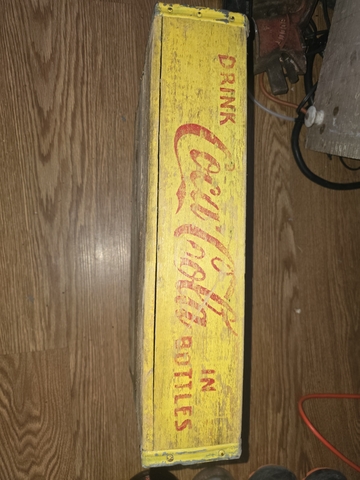 DRINK
Coca-Cola
IN
BOTTLES